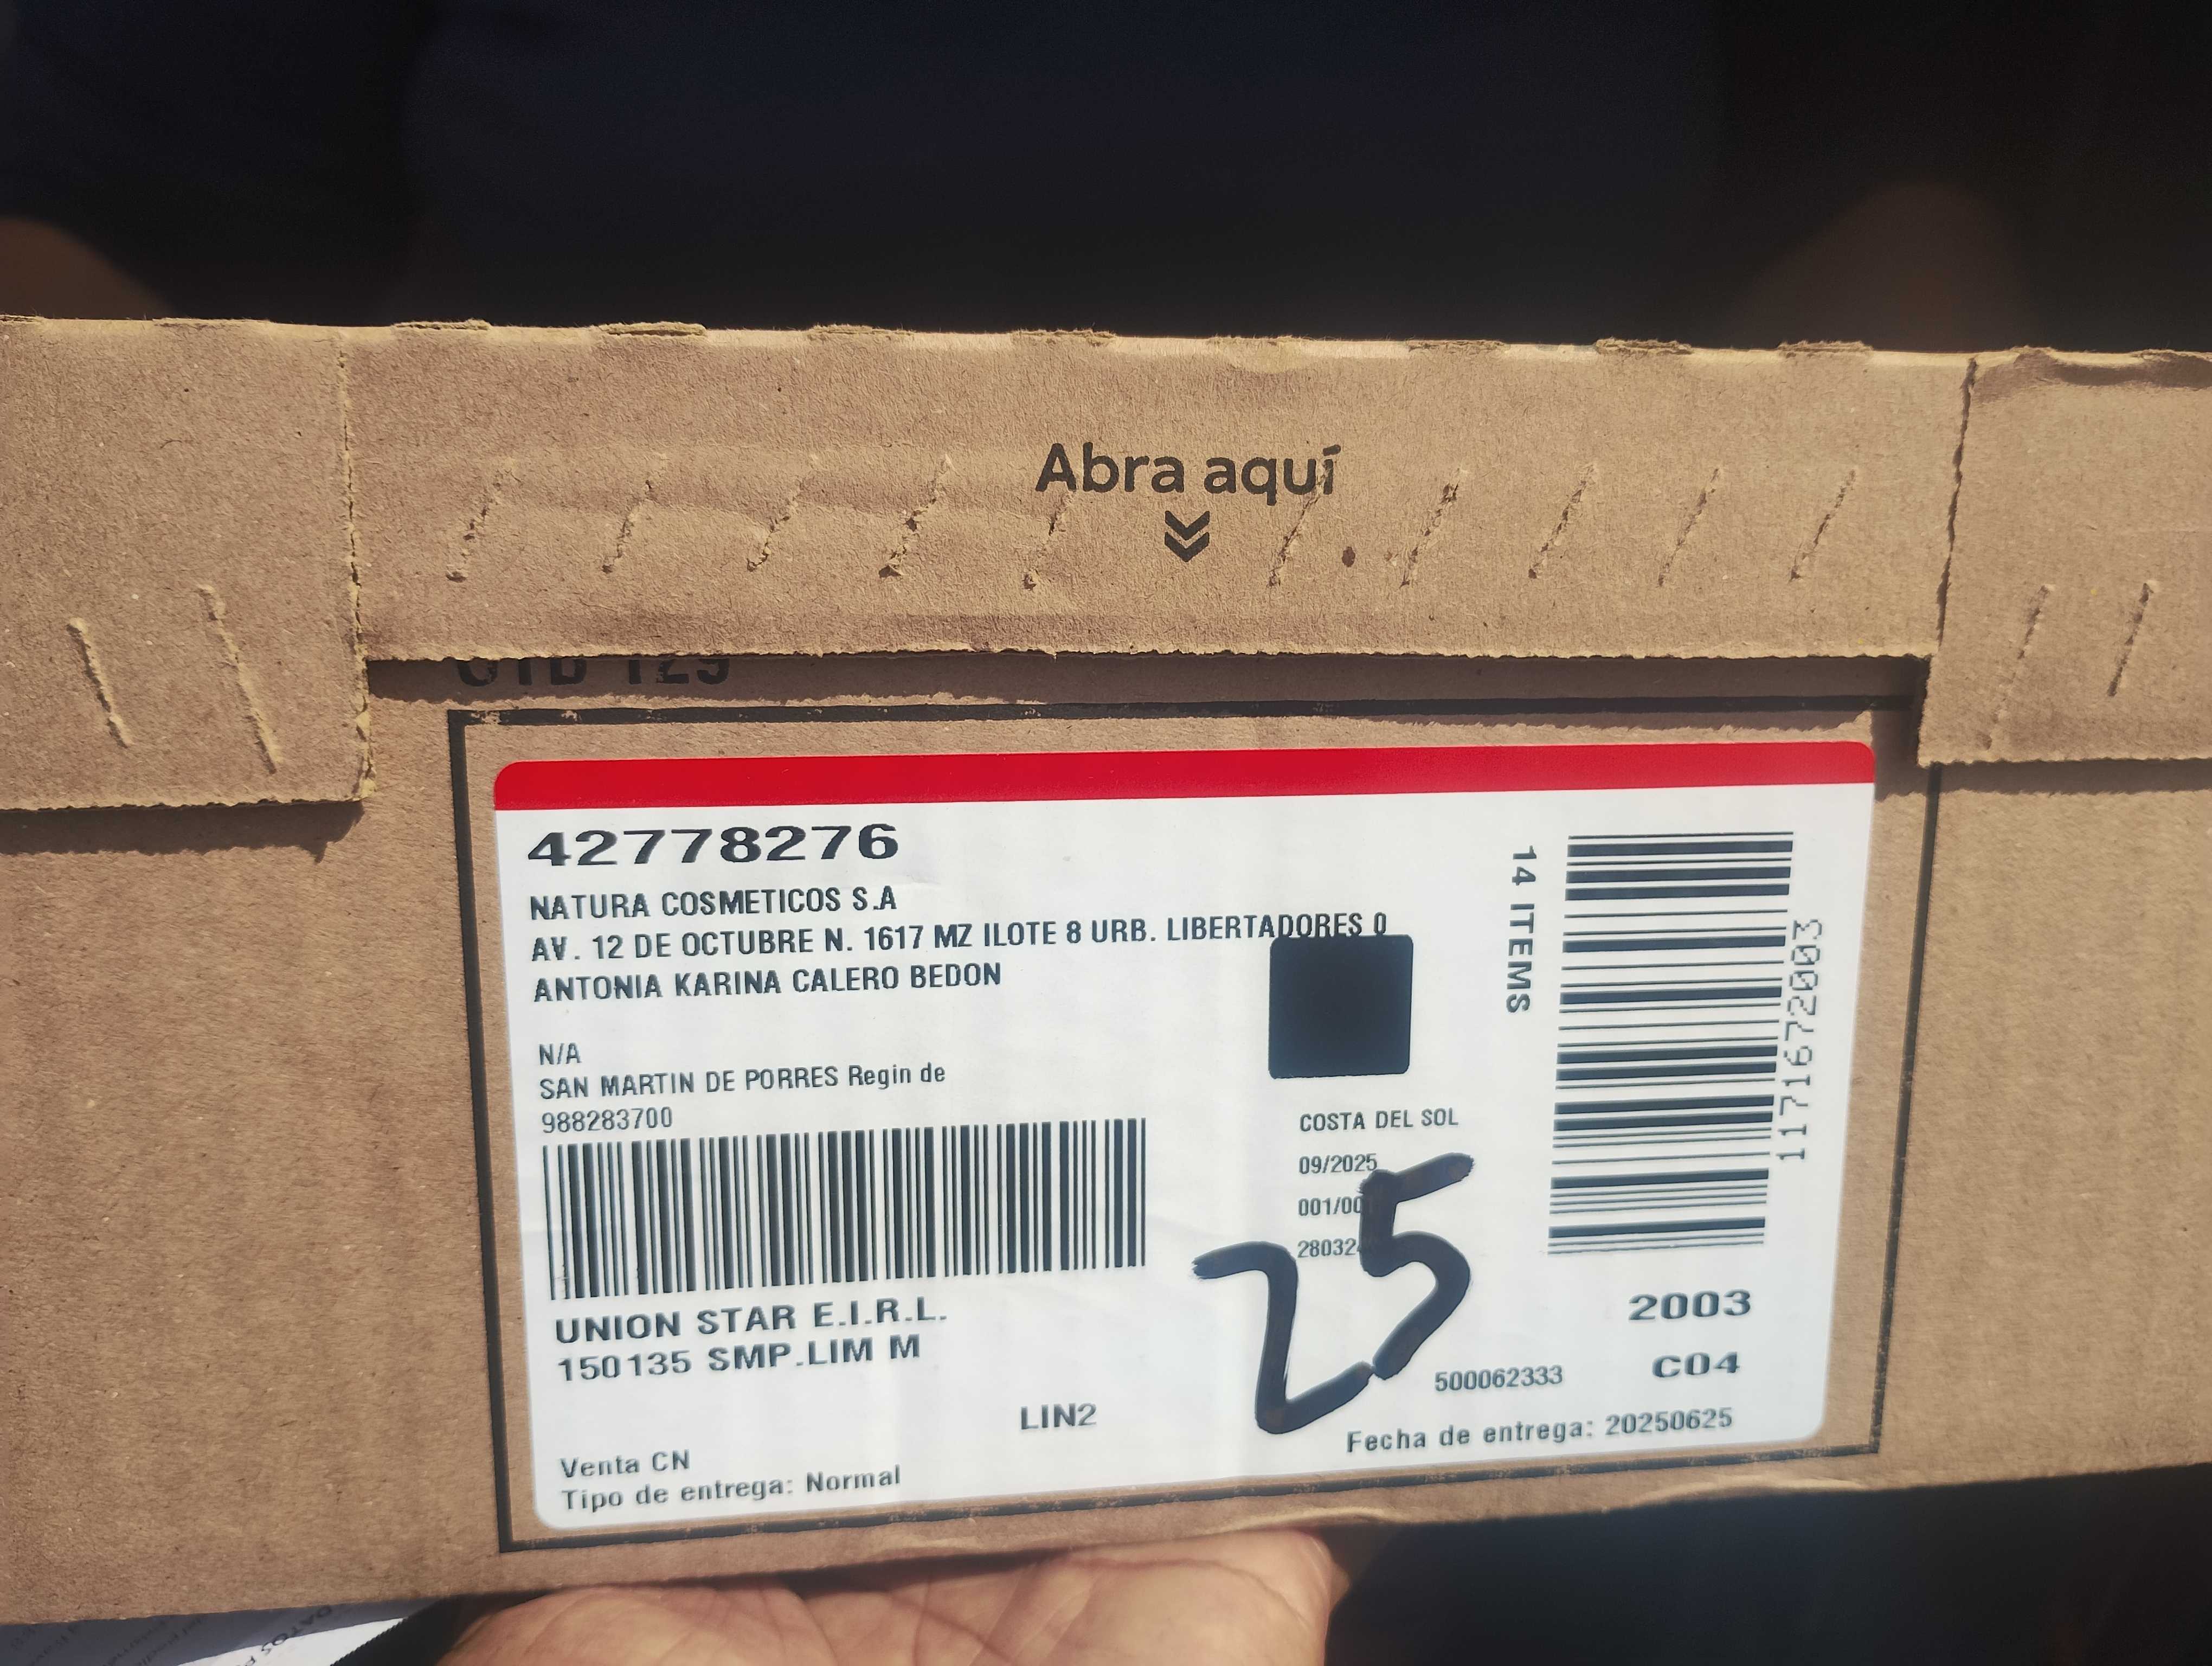 Abra aquí
42778276
NATURA COSMETICOS S.A
AV. 12 DE OCTUBRE N. 1617 MZ ILOTE 8 URB. LIBERTADORES 0
ANTONIA KARINA CALERO BEDON
N/A
SAN MARTIN DE PORRES Regin de
988283700
14 ITEMS
1171672003
COSTA DEL SOL
09/2025
25
UNION STAR E.I.R.L.
150135 SMP.LIM M
2003
C04
500062333
LIN2
Fecha de entrega: 20250625
Venta CN
Tipo de entrega: Normal